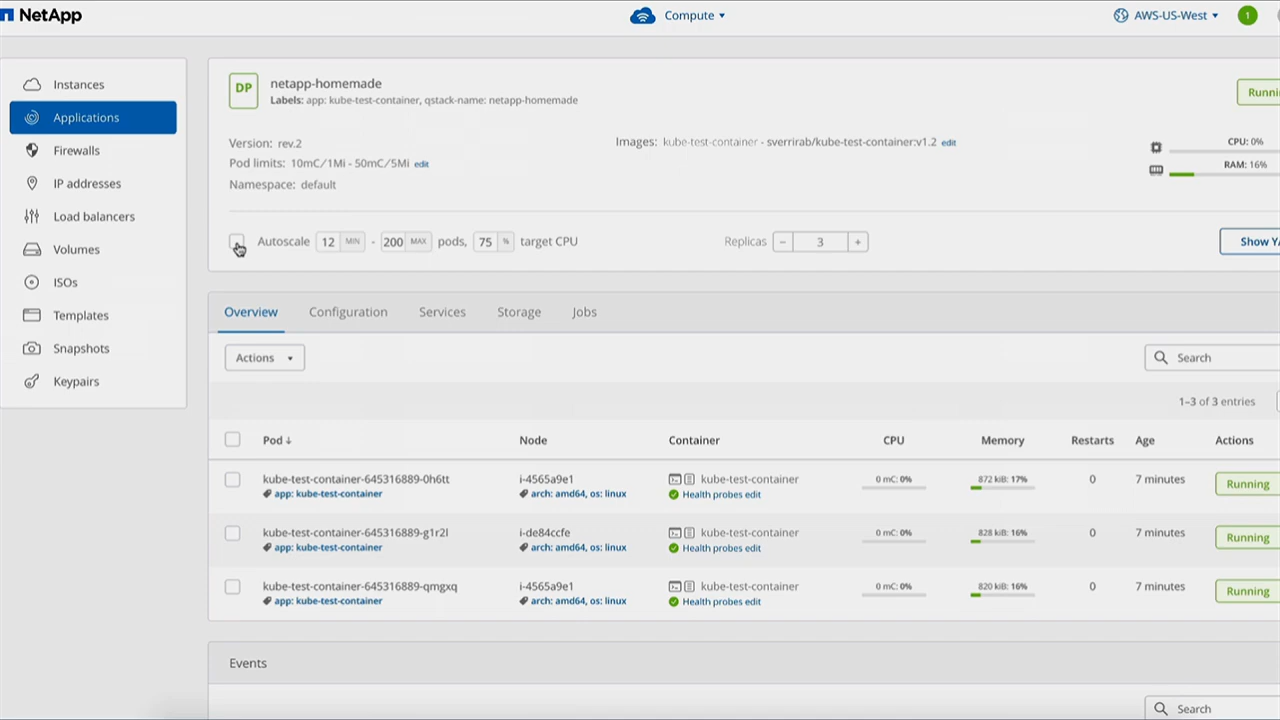 NetApp
Compute
AWS-US-West
1
Instances
Applications
Firewalls
IP addresses
Load balancers
Volumes
ISOs
Templates
Snapshots
Keypairs
DP
netapp-homemade
Labels: app: kube-test-container, qstack-name: netapp-homemade
Runni
Version: rev.2
Pod limits: 10mC/1Mi - 50mC/5Mi edit
Namespace: default
Images: kube-test-container - sverrirab/kube-test-container:v1.2 edit
CPU: 0%
RAM: 16%
Autoscale 12 MIN - 200 MAX pods, 75 % target CPU
Replicas - 3 +
Show YA
Overview Configuration Services Storage Jobs
Actions
Search
1–3 of 3 entries
Pod Node Container CPU Memory Restarts Age Actions
kube-test-container-645316889-0h6tt i-4565a9e1 kube-test-container 0 mC: 0% 872 kiB: 17% 0 7 minutes Running
app: kube-test-container arch: amd64, os: linux Health probes edit
kube-test-container-645316889-g1r2l i-de84ccfe kube-test-container 0 mC: 0% 828 kiB: 16% 0 7 minutes Running
app: kube-test-container arch: amd64, os: linux Health probes edit
kube-test-container-645316889-qmgxq i-4565a9e1 kube-test-container 0 mC: 0% 820 kiB: 16% 0 7 minutes Running
app: kube-test-container arch: amd64, os: linux Health probes edit
Events
Search